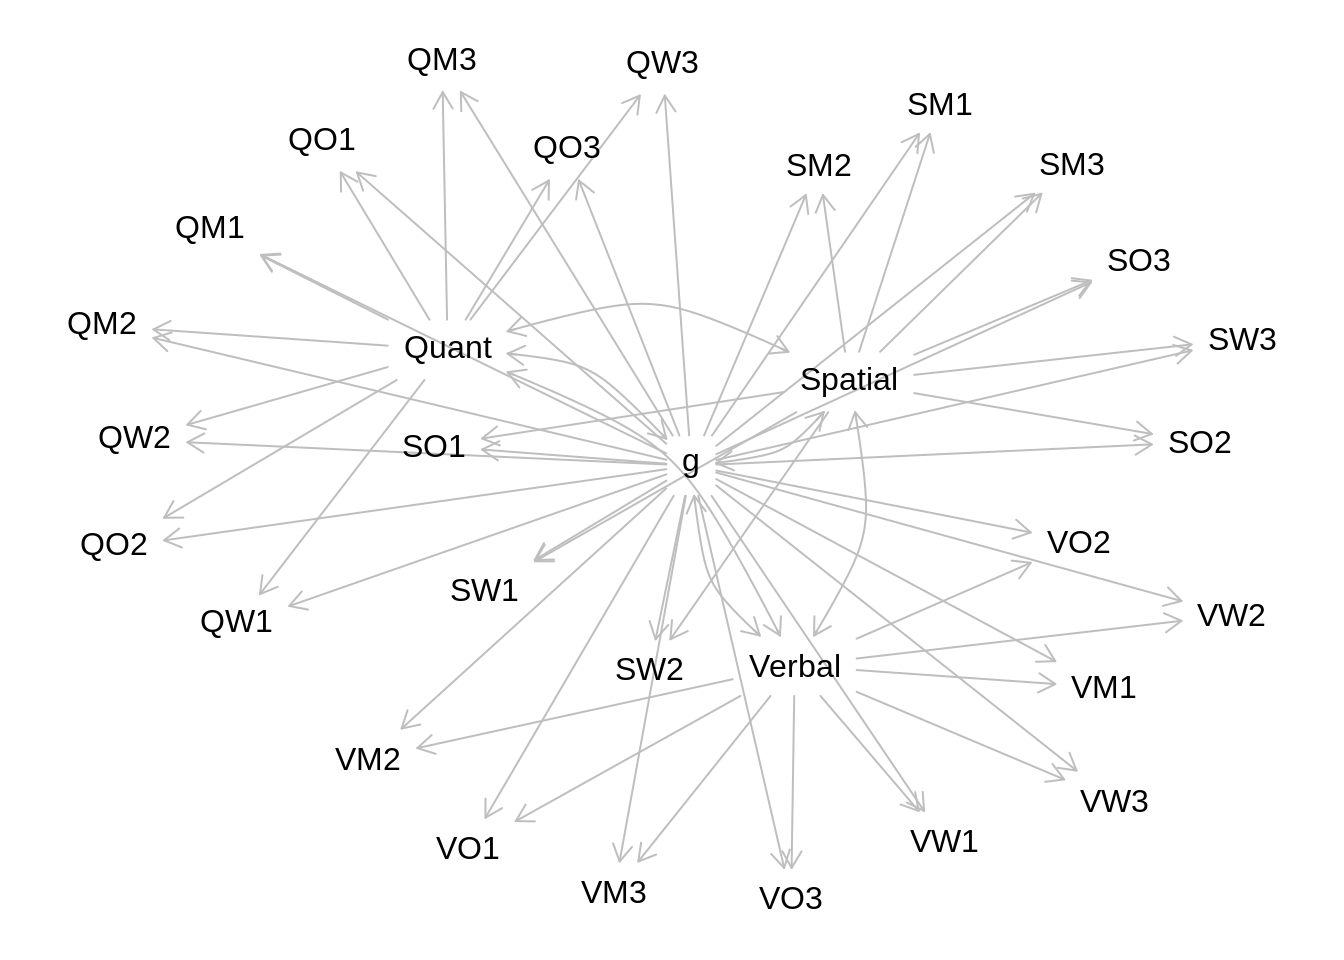 QM3
QW3
SM1
QO1
QO3
SM2
SM3
QM1
SO3
QM2
Quant
SW3
Spatial
QW2
SO1
g
SO2
QO2
VO2
SW1
QW1
VW2
SW2
Verbal
VM1
VM2
VW3
VO1
VW1
VM3
VO3